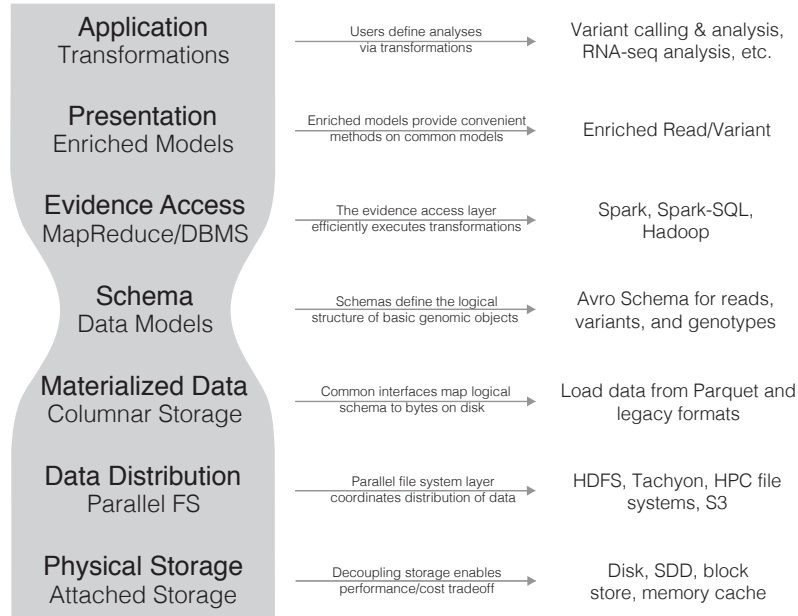 Application
Transformations
Users define analyses
via transformations
Variant calling & analysis,
RNA-seq analysis, etc.
Presentation
Enriched Models
Enriched models provide convenient
methods on common models
Enriched Read/Variant
Evidence Access
MapReduce/DBMS
The evidence access layer
efficiently executes transformations
Spark, Spark-SQL,
Hadoop
Schema
Data Models
Schemas define the logical
structure of basic genomic objects
Avro Schema for reads,
variants, and genotypes
Materialized Data
Columnar Storage
Common interfaces map logical
schema to bytes on disk
Load data from Parquet and
legacy formats
Data Distribution
Parallel FS
Parallel file system layer
coordinates distribution of data
HDFS, Tachyon, HPC file
systems, S3
Physical Storage
Attached Storage
Decoupling storage enables
performance/cost tradeoff
Disk, SDD, block
store, memory cache